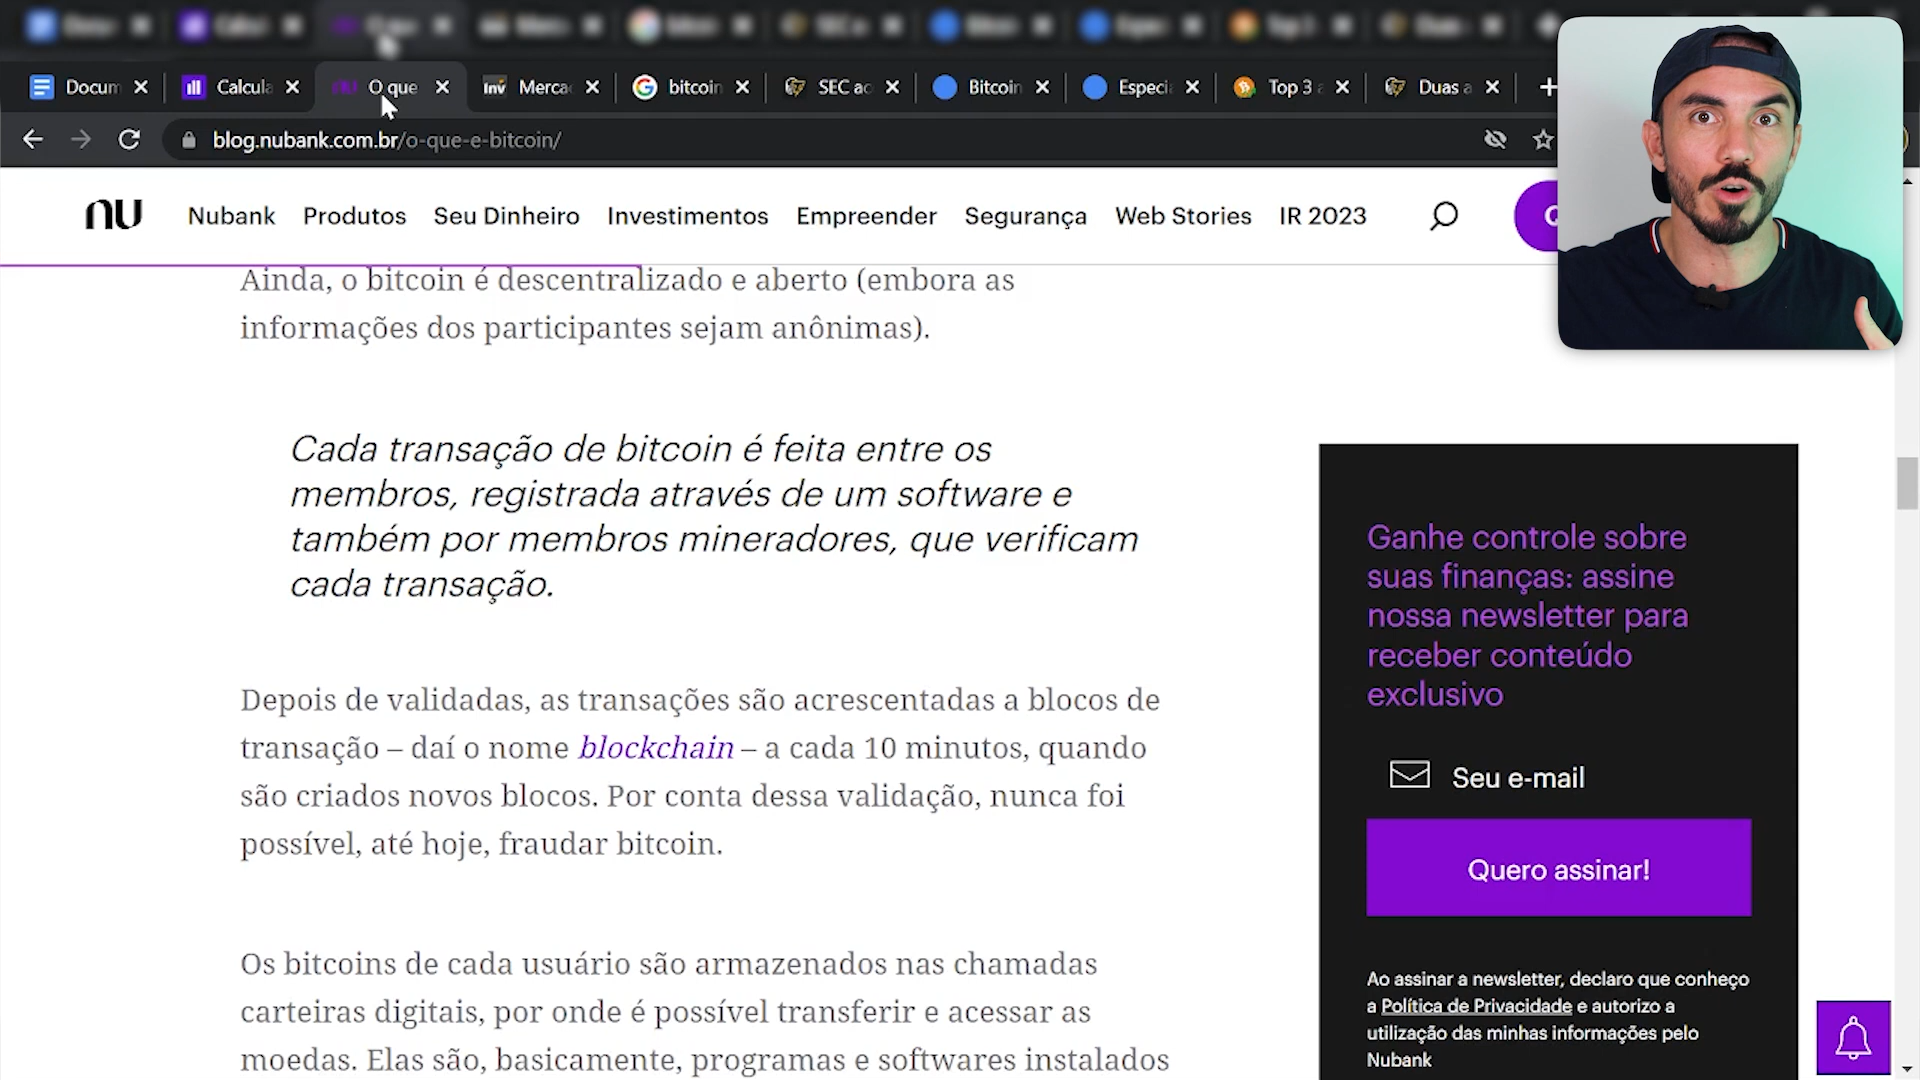 Docum
Calcula
O que
Inv Merca
bitcoin
SEC ac
Bitcoin
Especi
Top 3 a
Duas a
blog.nubank.com.br/o-que-e-bitcoin/
nu
Nubank
Produtos
Seu Dinheiro
Investimentos
Empreender
Segurança
Web Stories
IR 2023
Ainda, o bitcoin é descentralizado e aberto (embora as
informações dos participantes sejam anônimas).
Cada transação de bitcoin é feita entre os
membros, registrada através de um software e
também por membros mineradores, que verificam
cada transação.
Depois de validadas, as transações são acrescentadas a blocos de
transação – daí o nome blockchain – a cada 10 minutos, quando
são criados novos blocos. Por conta dessa validação, nunca foi
possível, até hoje, fraudar bitcoin.
Os bitcoins de cada usuário são armazenados nas chamadas
carteiras digitais, por onde é possível transferir e acessar as
moedas. Elas são, basicamente, programas e softwares instalados
Ganhe controle sobre
suas finanças: assine
nossa newsletter para
receber conteúdo
exclusivo
Seu e-mail
Quero assinar!
Ao assinar a newsletter, declaro que conheço
a Política de Privacidade e autorizo a
utilização das minhas informações pelo
Nubank